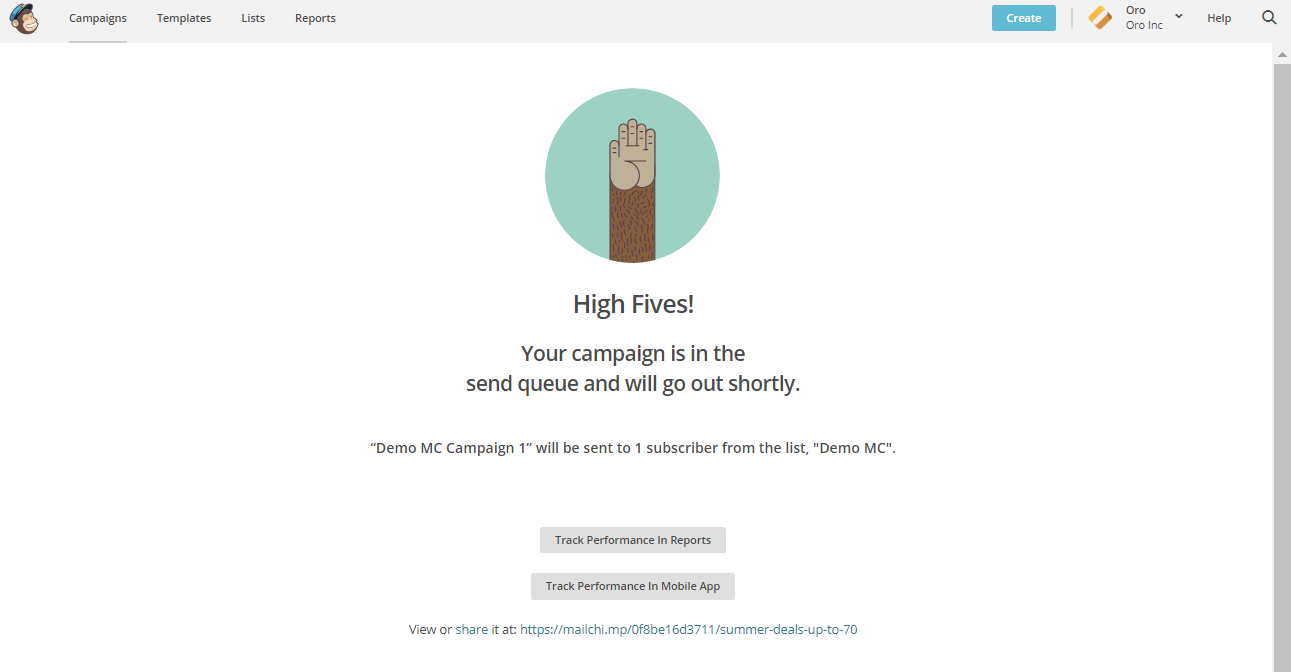 Campaigns Templates Lists Reports Create Oro Help
Oro Inc
High Fives!
Your campaign is in the
send queue and will go out shortly.
“Demo MC Campaign 1” will be sent to 1 subscriber from the list, "Demo MC".
Track Performance In Reports
Track Performance In Mobile App
View or share it at: https://mailchi.mp/0f8be16d3711/summer-deals-up-to-70